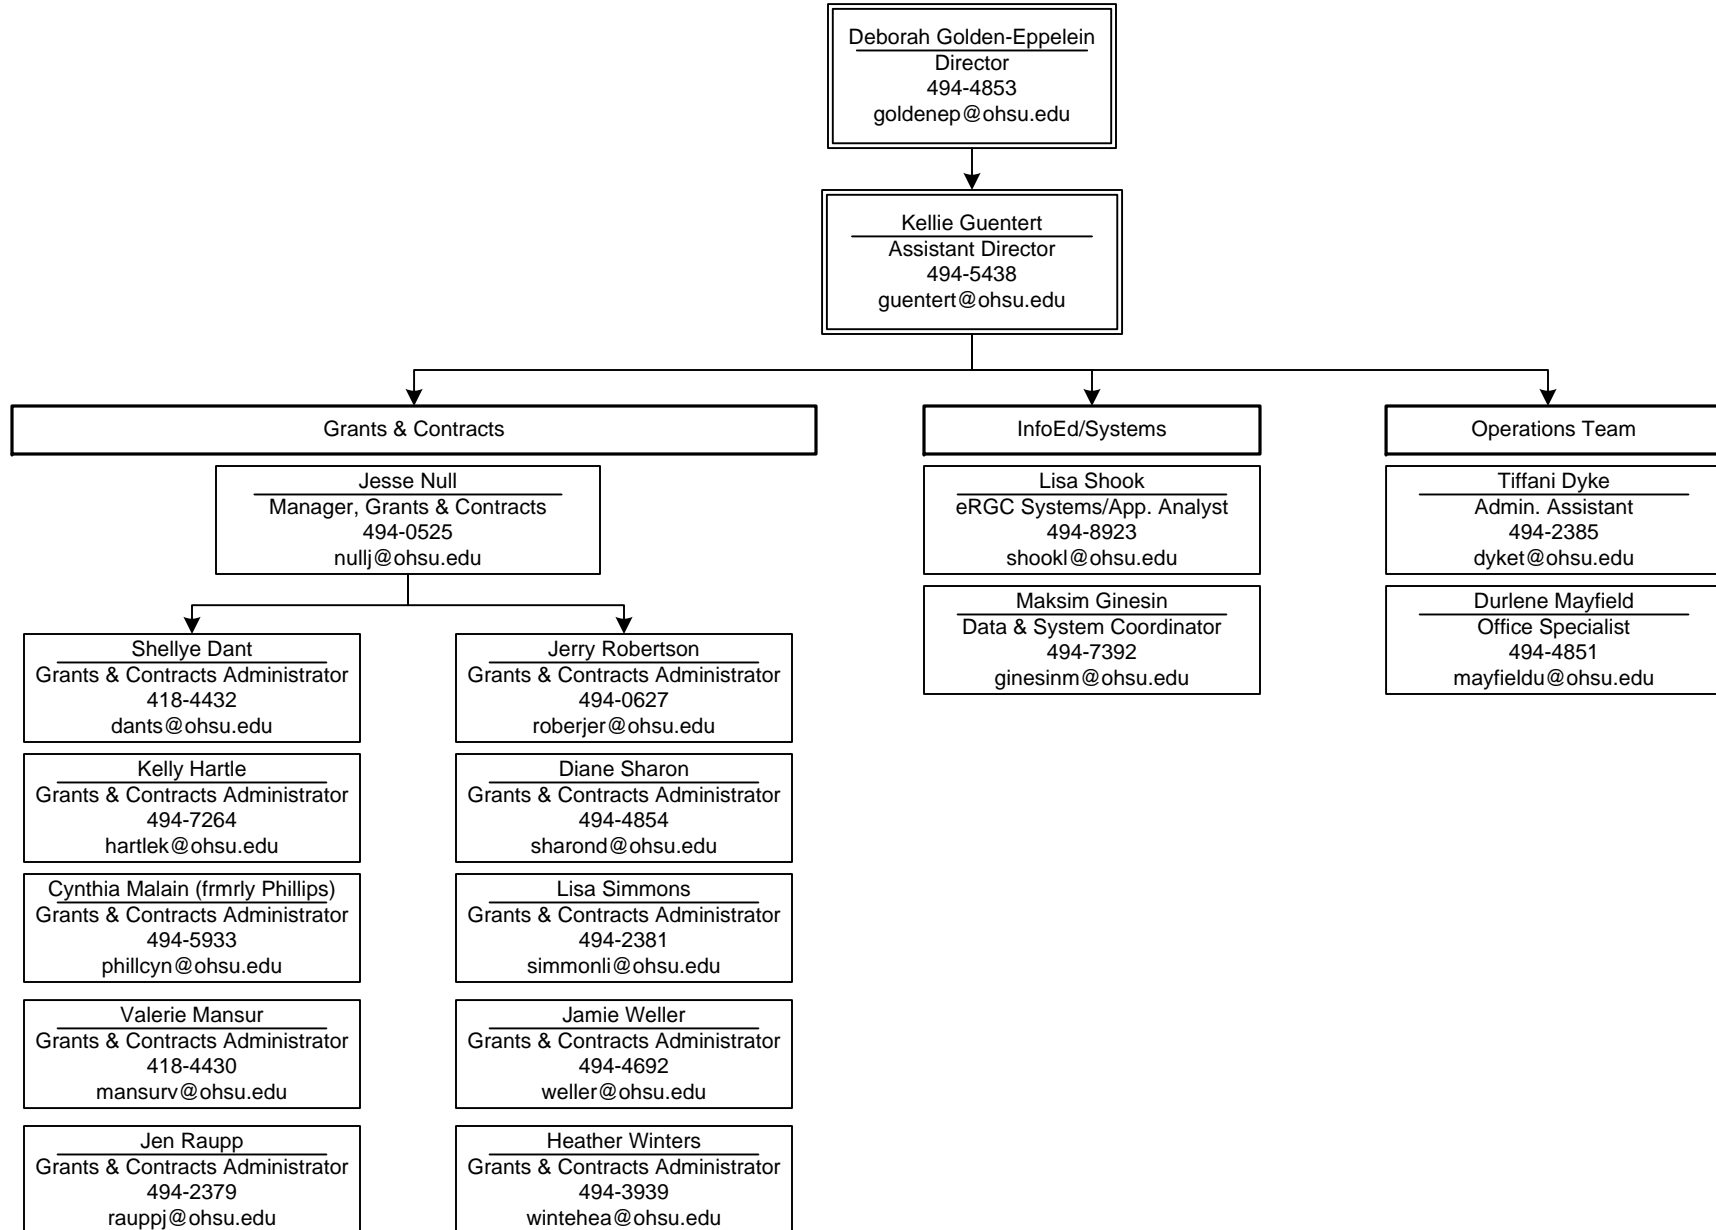 Deborah Golden-Eppelein
Director
494-4853
goldenep@ohsu.edu
Kellie Guentert
Assistant Director
494-5438
guentert@ohsu.edu
Grants & Contracts
Jesse Null
Manager, Grants & Contracts
494-0525
nullj@ohsu.edu
Shellye Dant
Grants & Contracts Administrator
418-4432
dants@ohsu.edu
Kelly Hartle
Grants & Contracts Administrator
494-7264
hartlek@ohsu.edu
Cynthia Malain (frmrly Phillips)
Grants & Contracts Administrator
494-5933
phillcyn@ohsu.edu
Valerie Mansur
Grants & Contracts Administrator
418-4430
mansurv@ohsu.edu
Jen Raupp
Grants & Contracts Administrator
494-2379
rauppj@ohsu.edu
Jerry Robertson
Grants & Contracts Administrator
494-0627
roberjer@ohsu.edu
Diane Sharon
Grants & Contracts Administrator
494-4854
sharond@ohsu.edu
Lisa Simmons
Grants & Contracts Administrator
494-2381
simmonli@ohsu.edu
Jamie Weller
Grants & Contracts Administrator
494-4692
weller@ohsu.edu
Heather Winters
Grants & Contracts Administrator
494-3939
wintehea@ohsu.edu
InfoEd/Systems
Lisa Shook
eRGC Systems/App. Analyst
494-8923
shookl@ohsu.edu
Maksim Ginesin
Data & System Coordinator
494-7392
ginesinm@ohsu.edu
Operations Team
Tiffani Dyke
Admin. Assistant
494-2385
dyket@ohsu.edu
Durlene Mayfield
Office Specialist
494-4851
mayfieldu@ohsu.edu